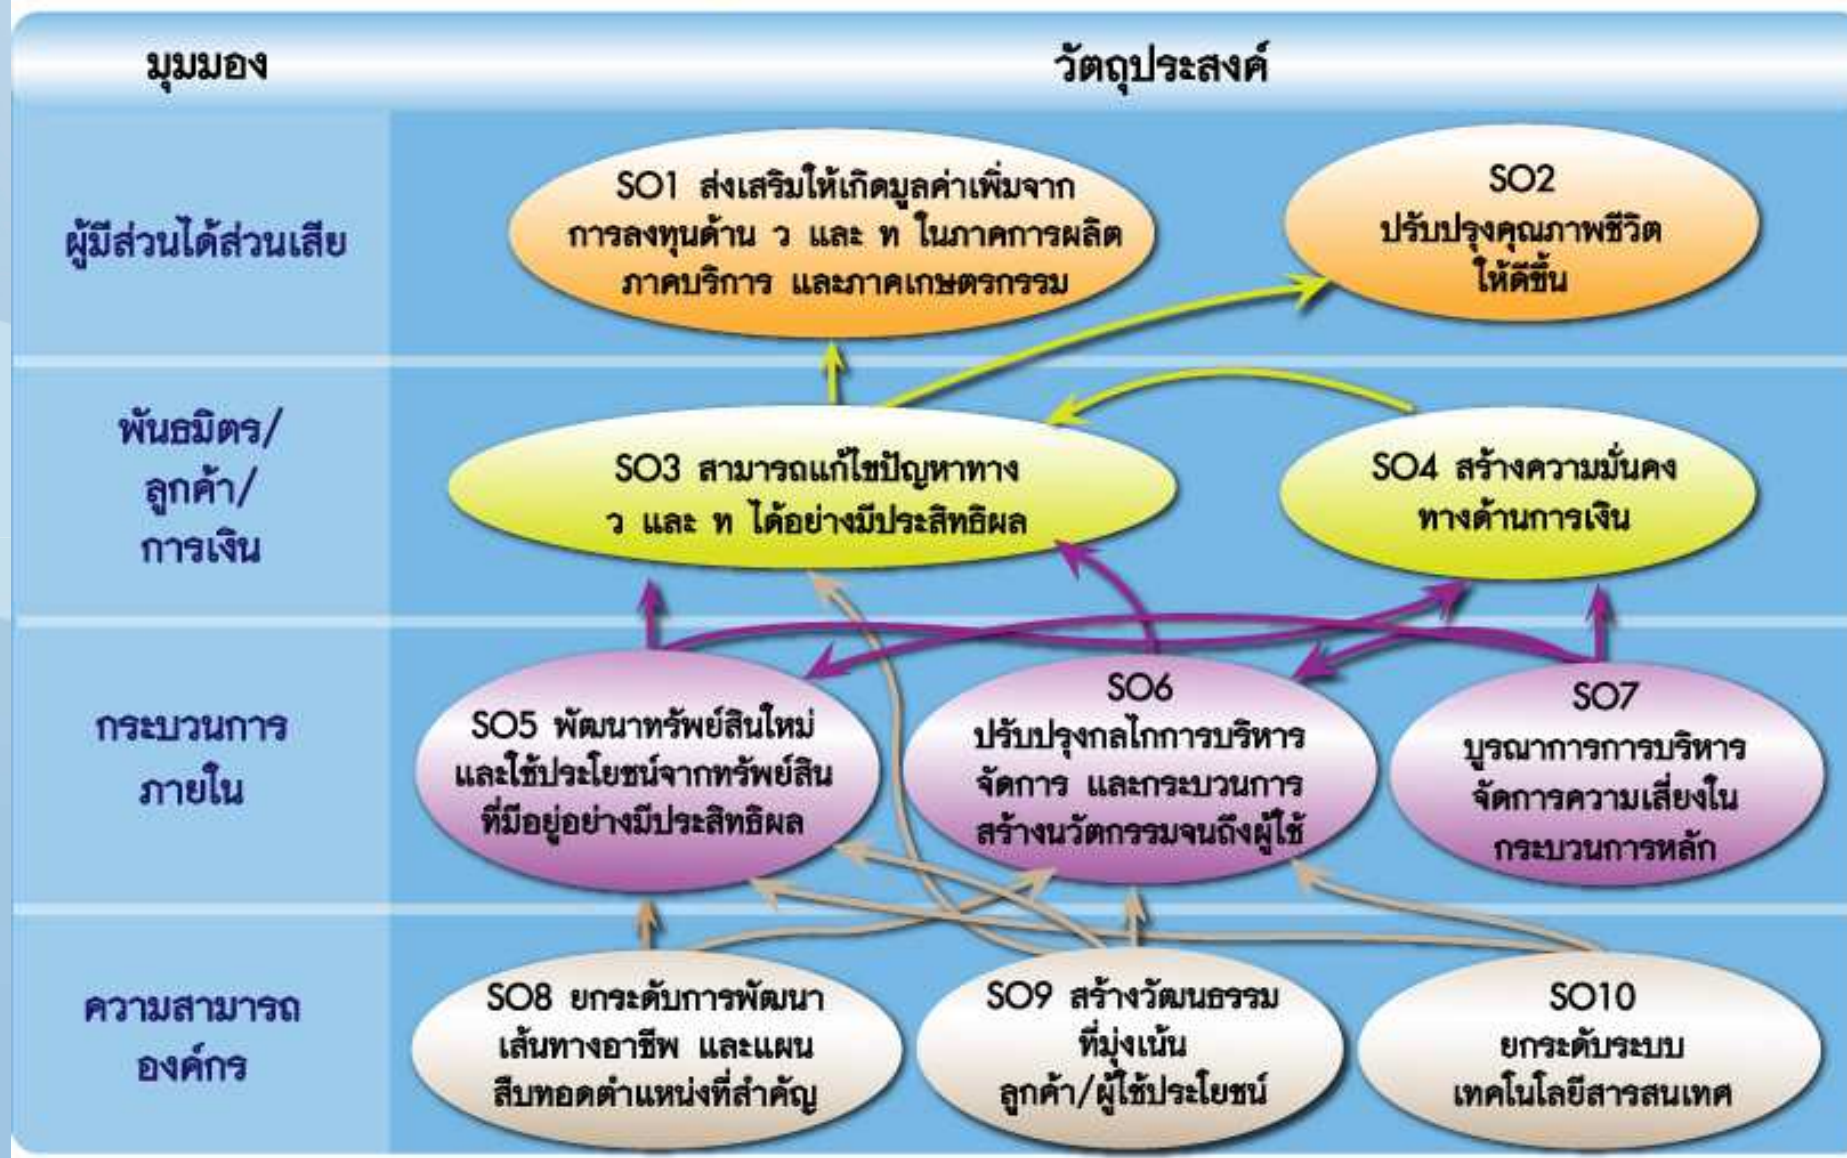 มุมมอง
วัตถุประสงค์
ผู้มีส่วนได้ส่วนเสีย
SO1 ส่งเสริมให้เกิดมูลค่าเพิ่มจาก
การลงทุนด้าน ว และ ท ในภาคการผลิต
ภาคบริการ และภาคเกษตรกรรม
SO2
ปรับปรุงคุณภาพชีวิต
ให้ดีขึ้น
พันธมิตร/
ลูกค้า/
การเงิน
SO3 สามารถแก้ไขปัญหาทาง
ว และ ท ได้อย่างมีประสิทธิผล
SO4 สร้างความมั่นคง
ทางด้านการเงิน
กระบวนการ
ภายใน
SO5 พัฒนาทรัพย์สินใหม่
และใช้ประโยชน์จากทรัพย์สิน
ที่มีอยู่อย่างมีประสิทธิผล
SO6
ปรับปรุงกลไกการบริหาร
จัดการ และกระบวนการ
สร้างนวัตกรรมจนถึงผู้ใช้
SO7
บูรณาการการบริหาร
จัดการความเสี่ยงใน
กระบวนการหลัก
ความสามารถ
องค์กร
SO8 ยกระดับการพัฒนา
เส้นทางอาชีพ และแผน
สืบทอดตำแหน่งที่สำคัญ
SO9 สร้างวัฒนธรรม
ที่มุ่งเน้น
ลูกค้า/ผู้ใช้ประโยชน์
SO10
ยกระดับระบบ
เทคโนโลยีสารสนเทศ